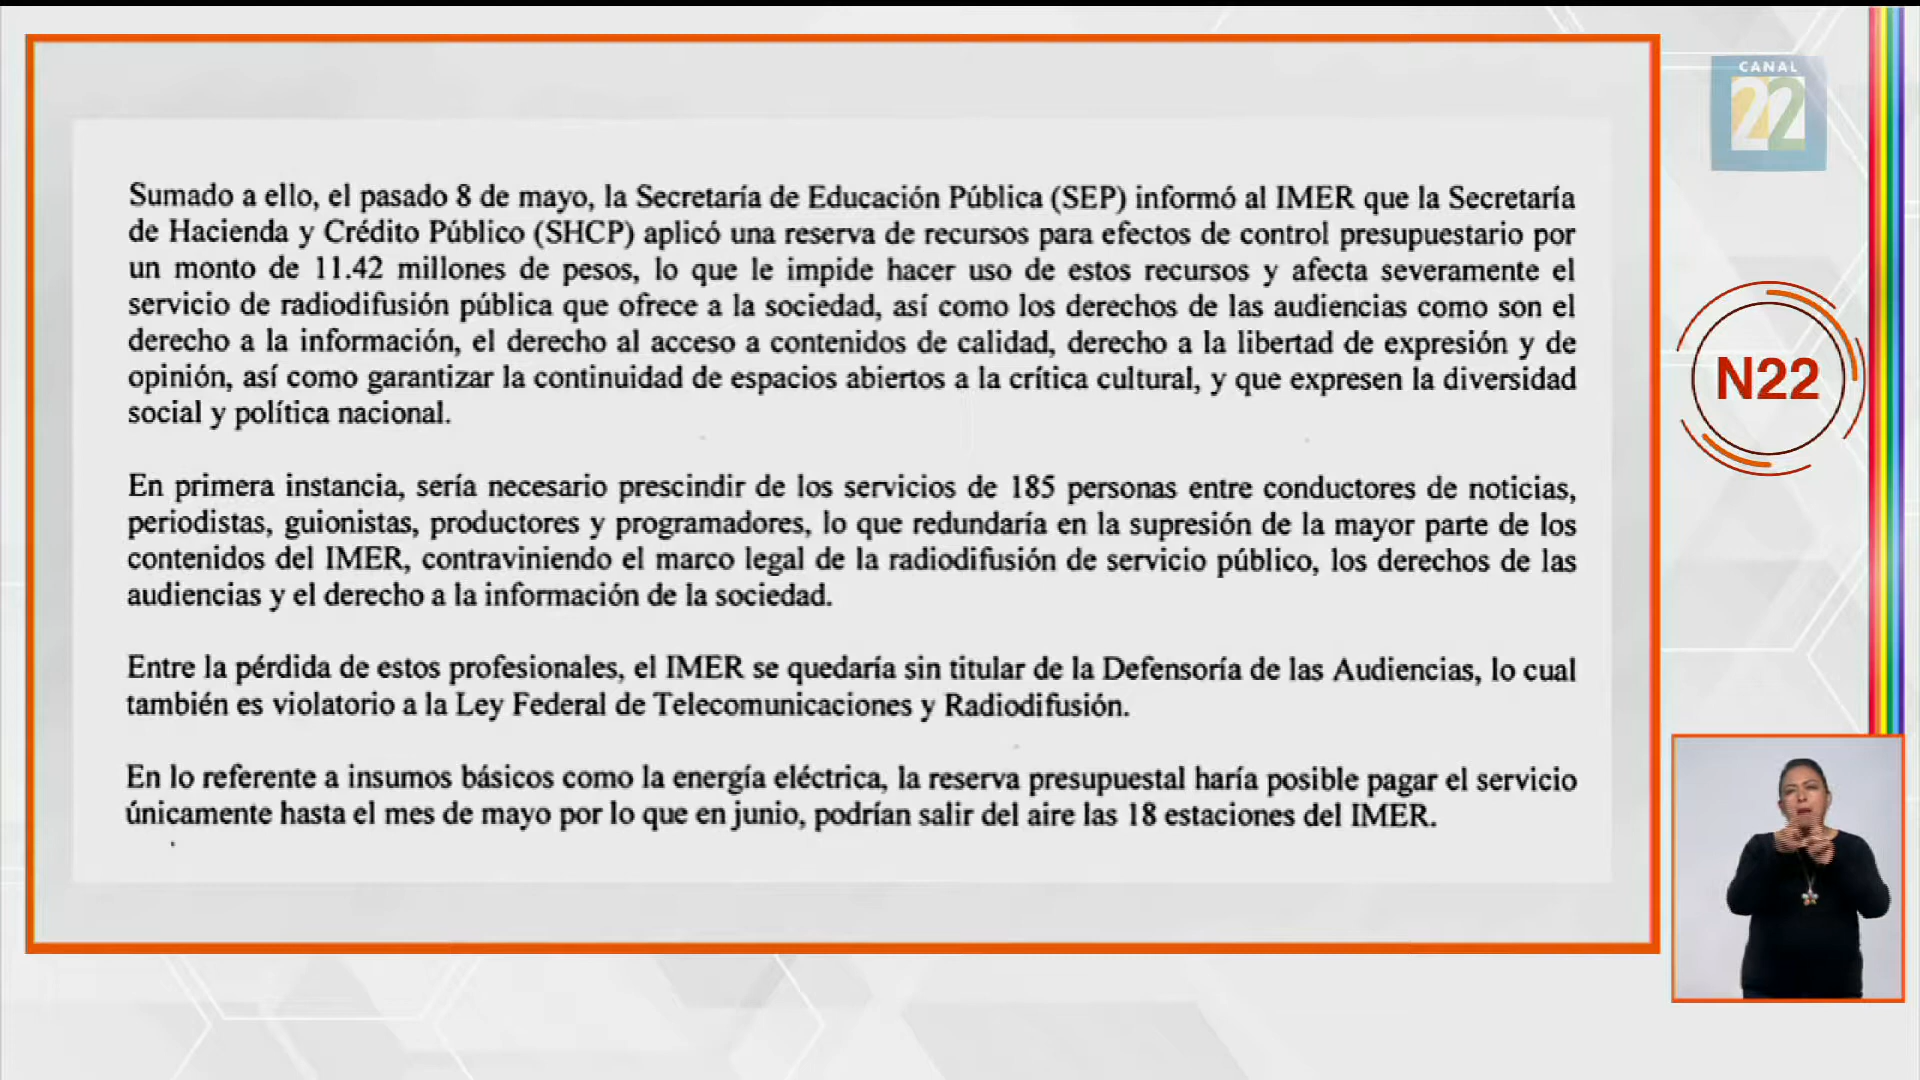 CANAL
22
Sumado a ello, el pasado 8 de mayo, la Secretaría de Educación Pública (SEP) informó al IMER que la Secretaría
de Hacienda y Crédito Público (SHCP) aplicó una reserva de recursos para efectos de control presupuestario por
un monto de 11.42 millones de pesos, lo que le impide hacer uso de estos recursos y afecta severamente el
servicio de radiodifusión pública que ofrece a la sociedad, así como los derechos de las audiencias como son el
derecho a la información, el derecho al acceso a contenidos de calidad, derecho a la libertad de expresión y de
opinión, así como garantizar la continuidad de espacios abiertos a la crítica cultural, y que expresen la diversidad
social y política nacional.
En primera instancia, sería necesario prescindir de los servicios de 185 personas entre conductores de noticias,
periodistas, guionistas, productores y programadores, lo que redundaría en la supresión de la mayor parte de los
contenidos del IMER, contraviniendo el marco legal de la radiodifusión de servicio público, los derechos de las
audiencias y el derecho a la información de la sociedad.
Entre la pérdida de estos profesionales, el IMER se quedaría sin titular de la Defensoría de las Audiencias, lo cual
también es violatorio a la Ley Federal de Telecomunicaciones y Radiodifusión.
En lo referente a insumos básicos como la energía eléctrica, la reserva presupuestal haría posible pagar el servicio
únicamente hasta el mes de mayo por lo que en junio, podrían salir del aire las 18 estaciones del IMER.
N22